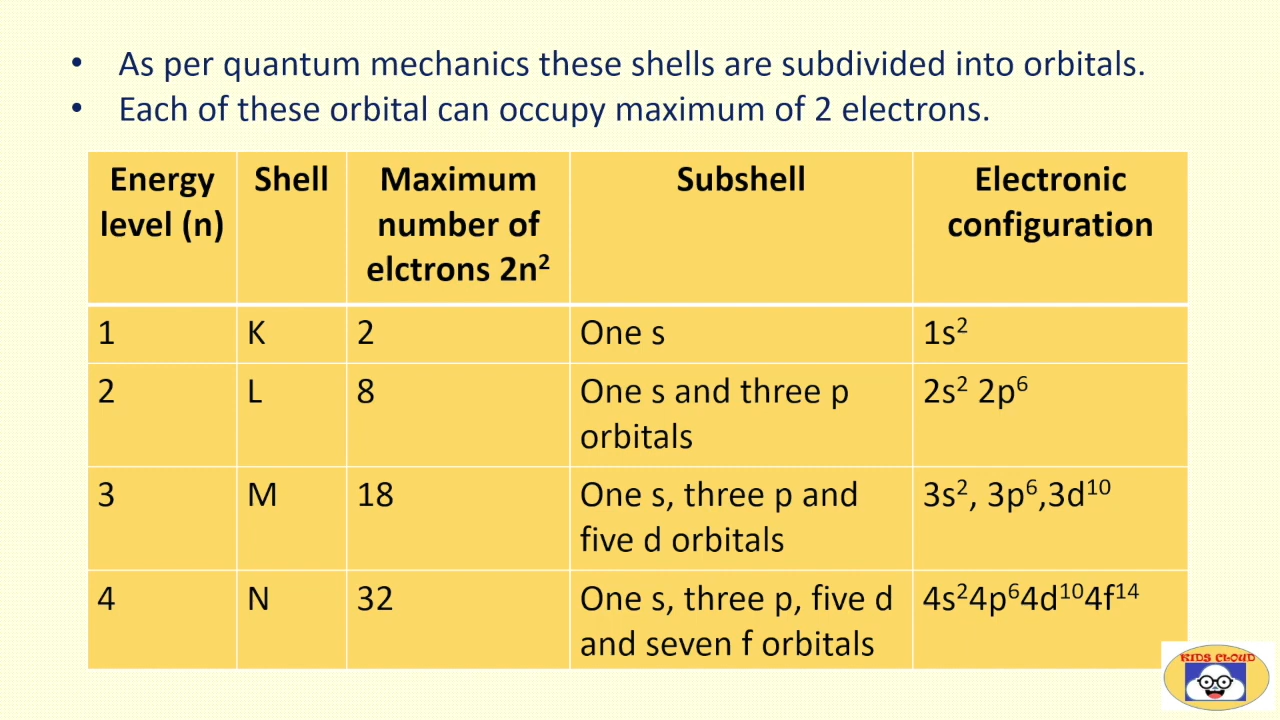 • As per quantum mechanics these shells are subdivided into orbitals.
• Each of these orbital can occupy maximum of 2 electrons.
Energy level (n) Shell Maximum number of elctrons 2n² Subshell Electronic configuration
1 K 2 One s 1s²
2 L 8 One s and three p orbitals 2s² 2p⁶
3 M 18 One s, three p and five d orbitals 3s², 3p⁶,3d¹⁰
4 N 32 One s, three p, five d and seven f orbitals 4s²4p⁶4d¹⁰4f¹⁴
KIDS CLOUD